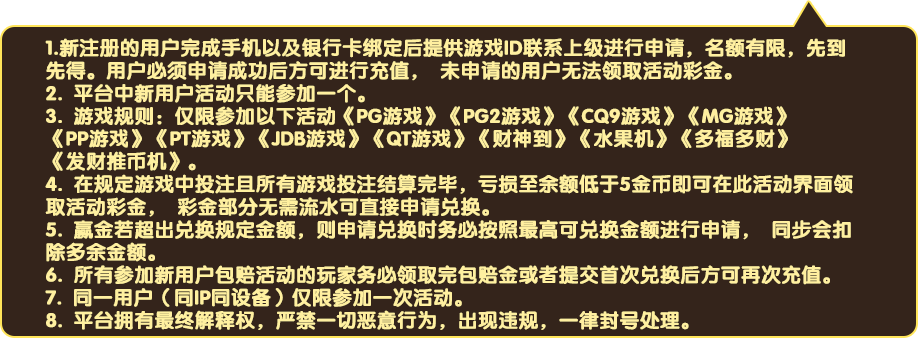 1.新注册的用户完成手机以及银行卡绑定后提供游戏ID联系上级进行申请，名额有限，先到
先得。用户必须申请成功后方可进行充值， 未申请的用户无法领取活动彩金。
2. 平台中新用户活动只能参加一个。
3. 游戏规则：仅限参加以下活动《PG游戏》《PG2游戏》《CQ9游戏》《MG游戏》
《PP游戏》《PT游戏》《JDB游戏》《QT游戏》《财神到》《水果机》《多福多财》
《发财推币机》。
4. 在规定游戏中投注且所有游戏投注结算完毕，亏损至余额低于5金币即可在此活动界面领
取活动彩金， 彩金部分无需流水可直接申请兑换。
5. 赢金若超出兑换规定金额，则申请兑换时务必按照最高可兑换金额进行申请， 同步会扣
除多余金额。
6. 所有参加新用户包赔活动的玩家务必领取完包赔金或者提交首次兑换后方可再次充值。
7. 同一用户（同IP同设备）仅限参加一次活动。
8. 平台拥有最终解释权，严禁一切恶意行为，出现违规，一律封号处理。